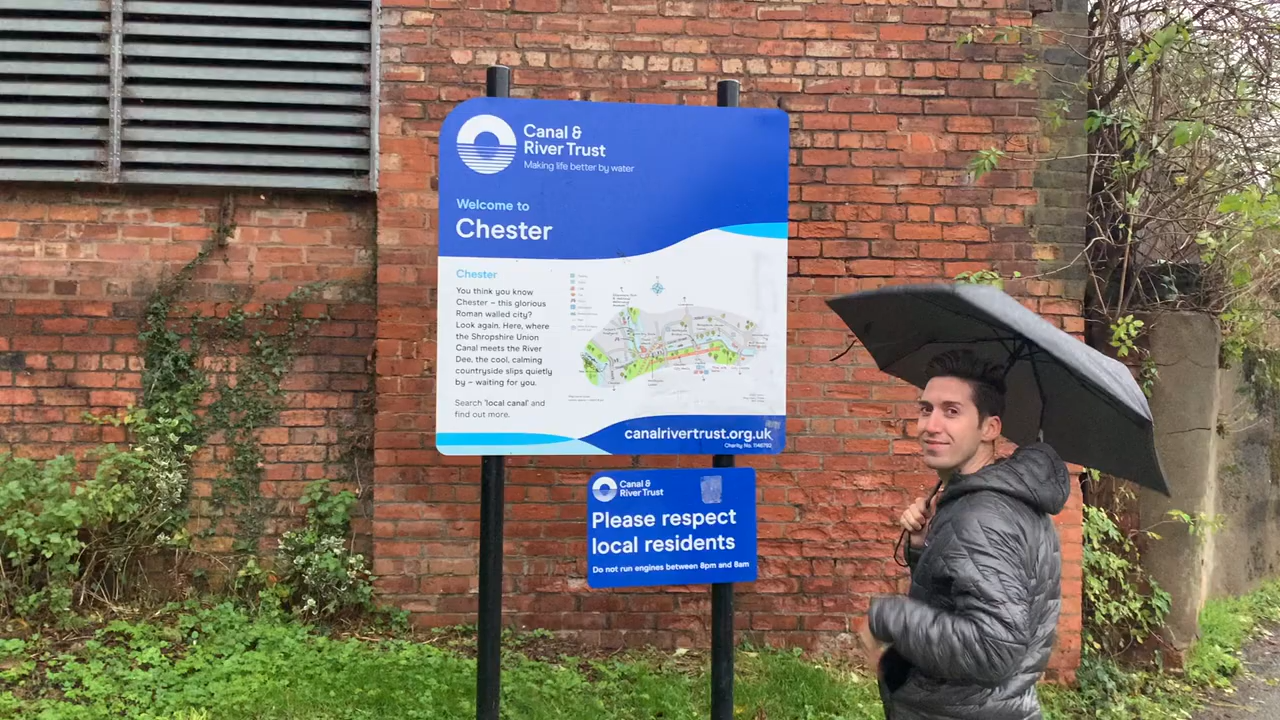 Canal &
River Trust
Making life better by water
Welcome to
Chester
Chester
You think you know
Chester – this glorious
Roman walled city?
Look again. Here, where
the Shropshire Union
Canal meets the River
Dee, the cool, calming
countryside slips quietly
by – waiting for you.
Search 'local canal' and
find out more.
canalrivertrust.org.uk
Charity No. 1146792
Canal &
River Trust
Please respect
local residents
Do not run engines between 8pm and 8am